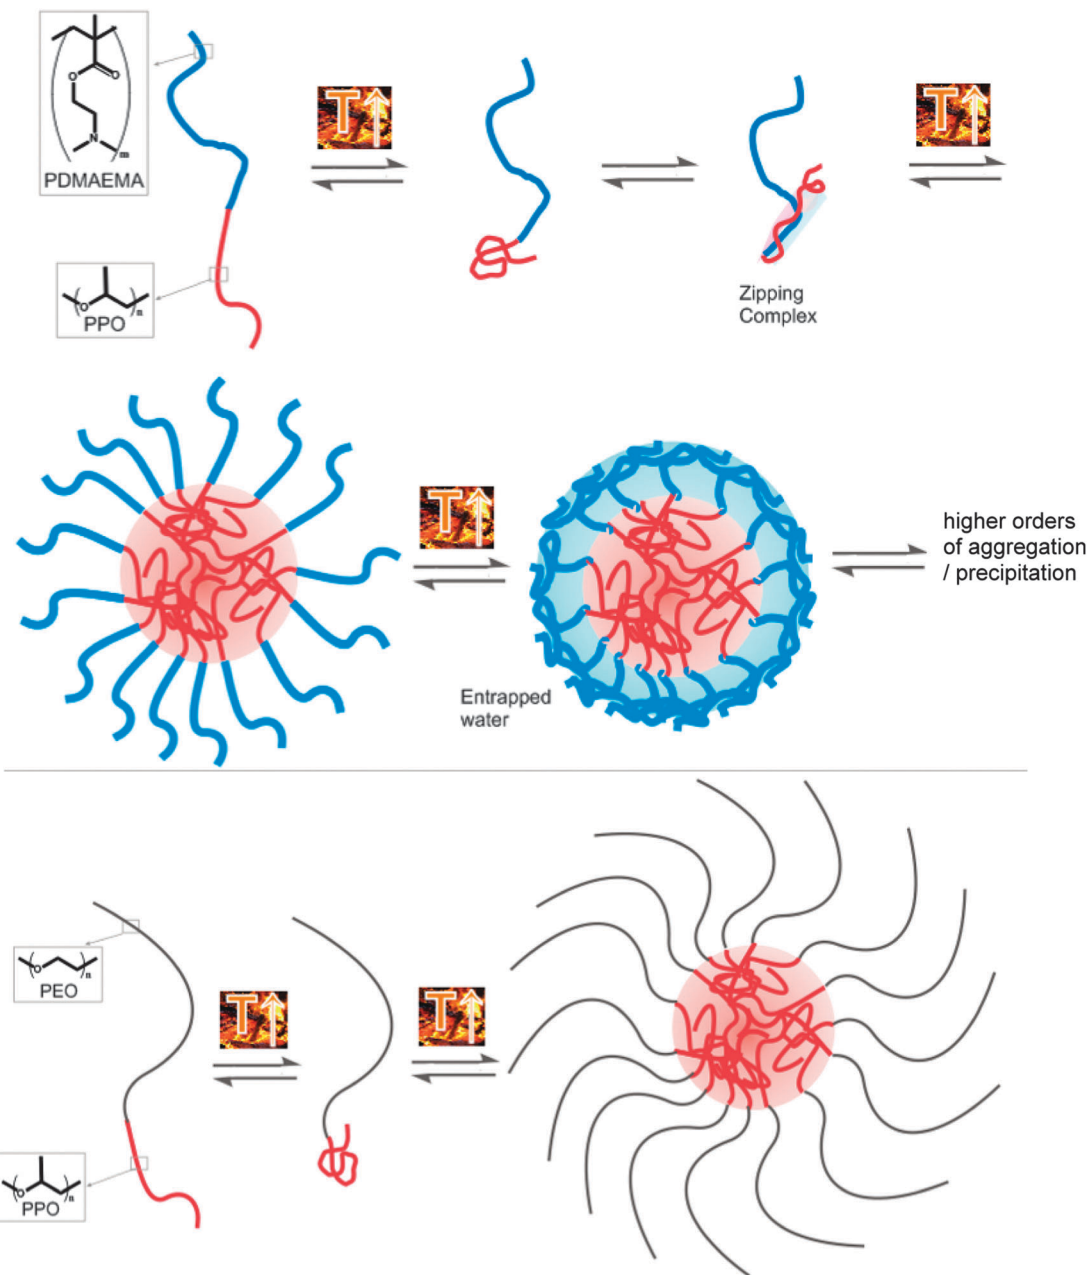 O
O
N
m
PDMAEMA
O
n
PPO
T
T
Zipping
Complex
T
higher orders
of aggregation
/ precipitation
Entrapped
water
O
n
PEO
T
T
O
n
PPO